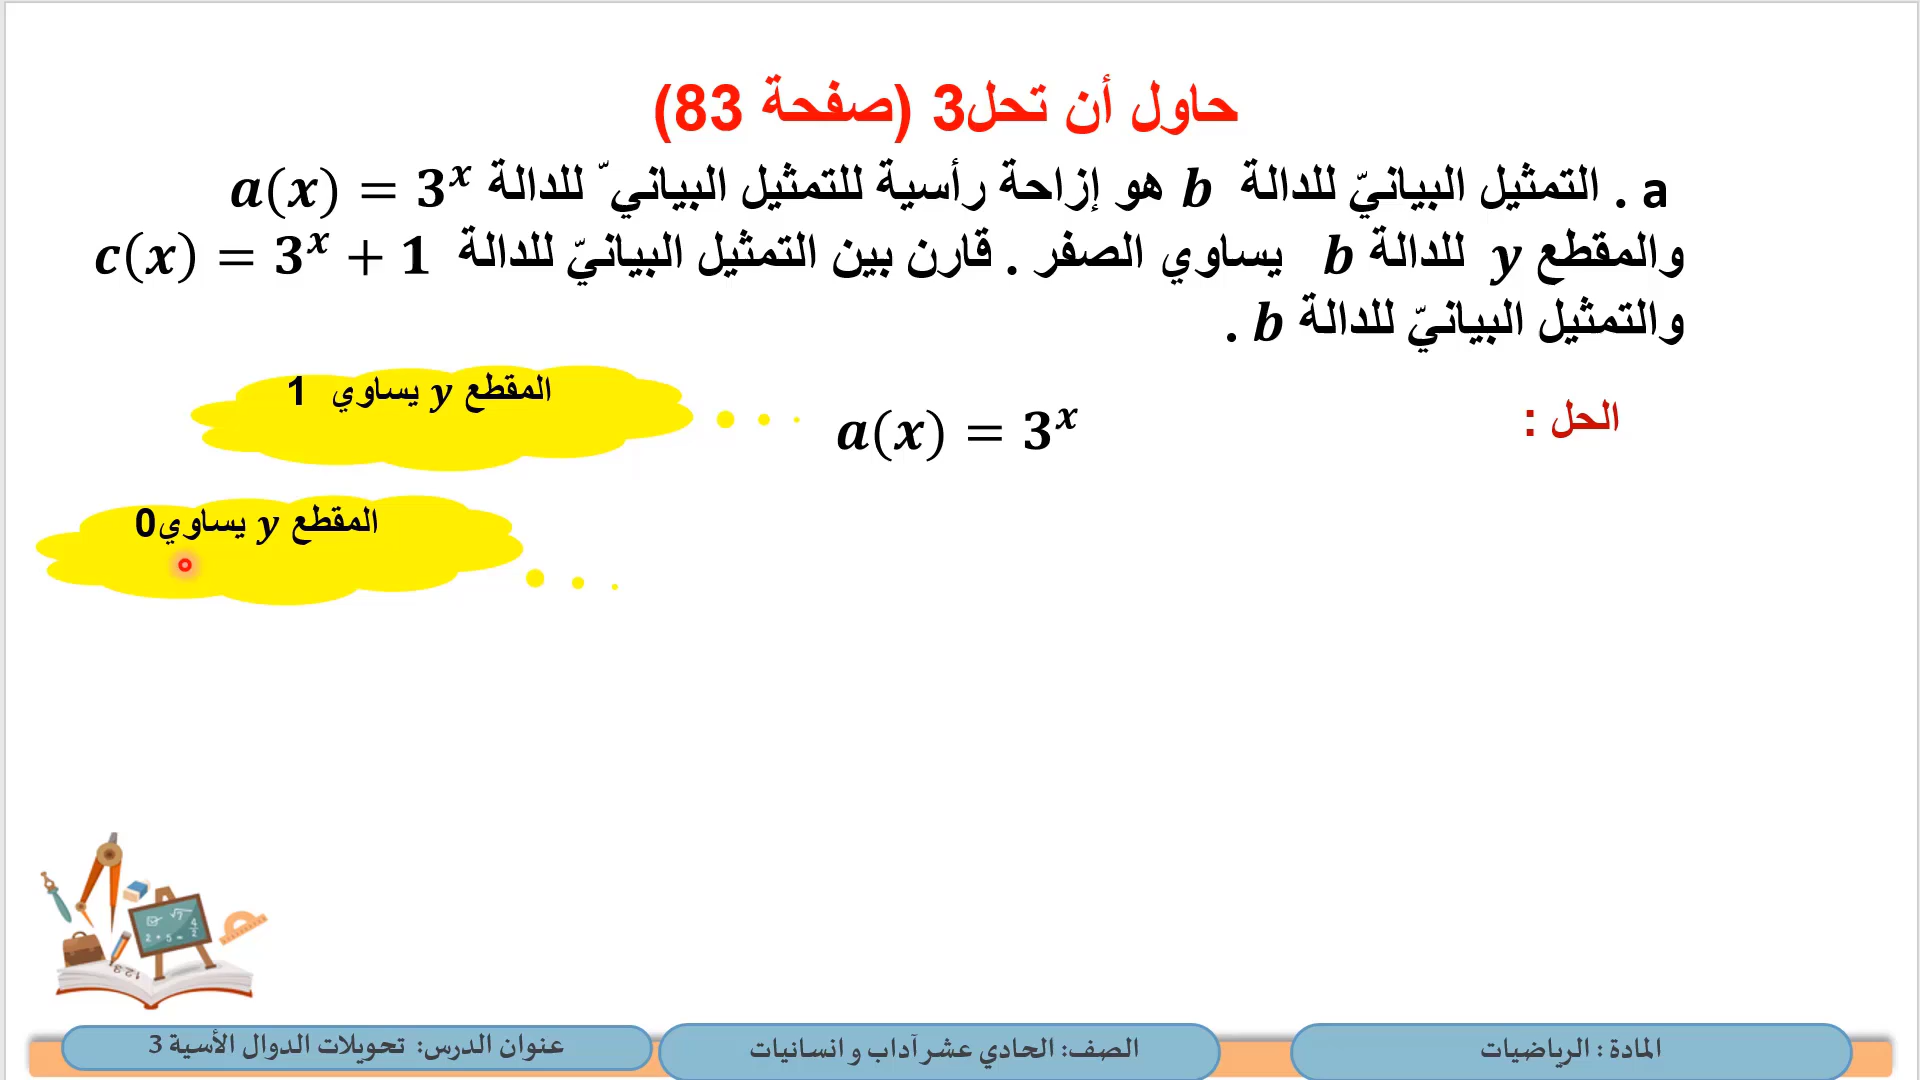 حاول أن تحل3 (صفحة 83)
a . التمثيل البيانيّ للدالة b هو إزاحة رأسية للتمثيل البياني ّ للدالة a(x) = 3^x
والمقطع y للدالة b يساوي الصفر . قارن بين التمثيل البيانيّ للدالة c(x) = 3^x + 1
والتمثيل البيانيّ للدالة b .
الحل :
a(x) = 3^x
المقطع y يساوي 1
المقطع y يساوي0
المادة : الرياضيات
الصف: الحادي عشر آداب و انسانيات
عنوان الدرس: تحويلات الدوال الأسية 3